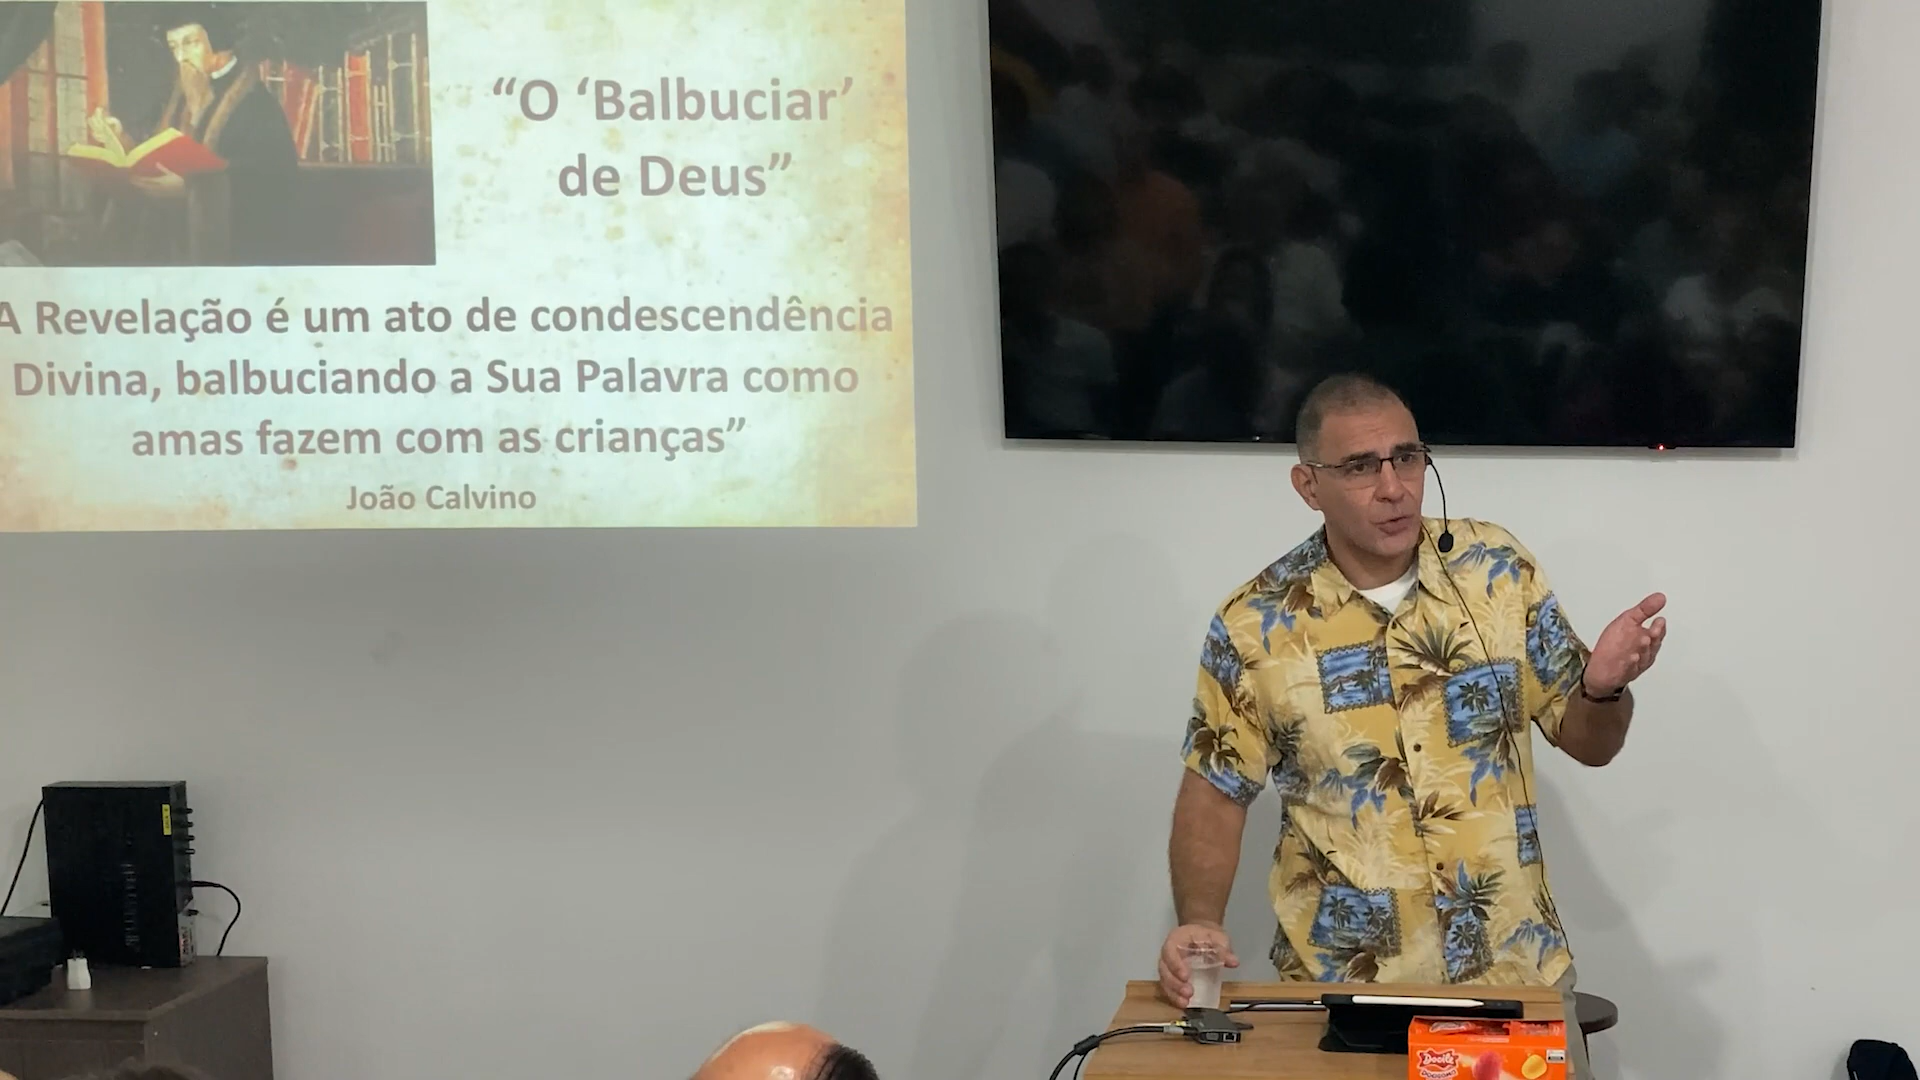 “O ‘Balbuciar’
de Deus”
A Revelação é um ato de condescendência
Divina, balbuciando a Sua Palavra como
amas fazem com as crianças”
João Calvino
Docile